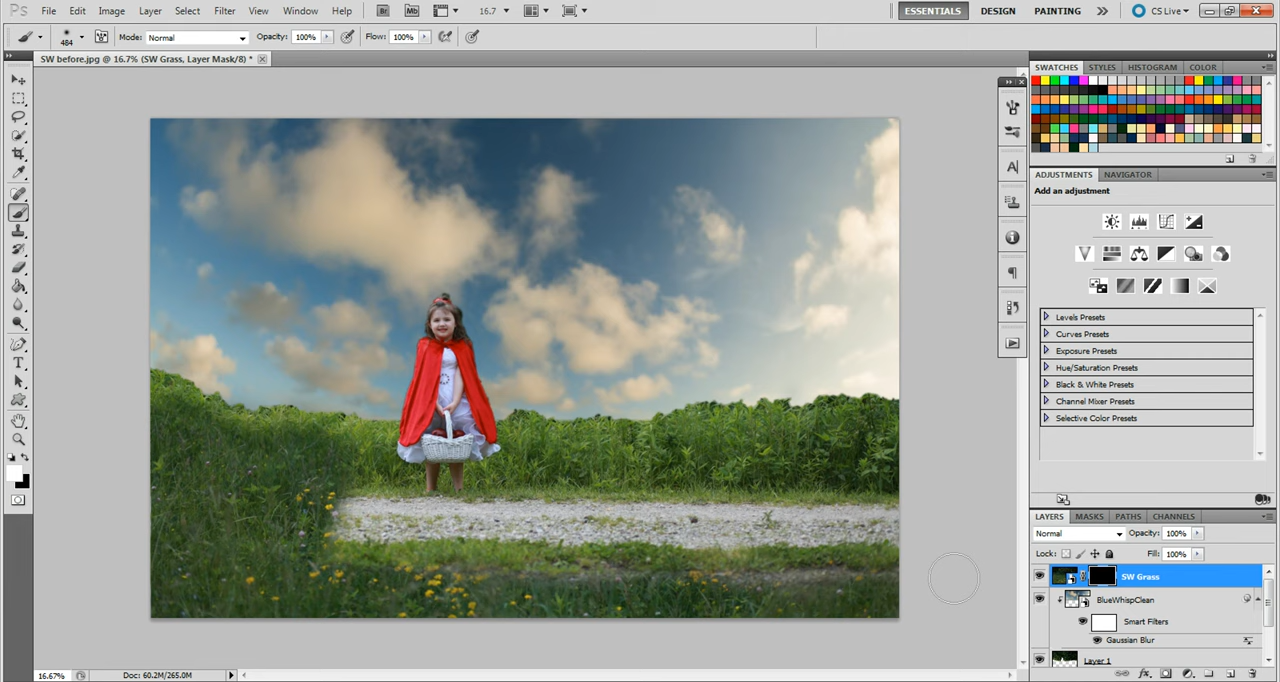 Ps File Edit Image Layer Select Filter View Window Help Br Mb 16.7 ESSENTIALS DESIGN PAINTING CS Live
484 Mode: Normal Opacity: 100% Flow: 100%
SW before.jpg @ 16.7% (SW Grass, Layer Mask/8) *
SWATCHES STYLES HISTOGRAM COLOR
ADJUSTMENTS NAVIGATOR
Add an adjustment
Levels Presets
Curves Presets
Exposure Presets
Hue/Saturation Presets
Black & White Presets
Channel Mixer Presets
Selective Color Presets
LAYERS MASKS PATHS CHANNELS
Normal Opacity: 100%
Lock: Fill: 100%
SW Grass
BlueWhispClean
Smart Filters
Gaussian Blur
Layer 1
16.67% Doc: 60.2M/265.0M